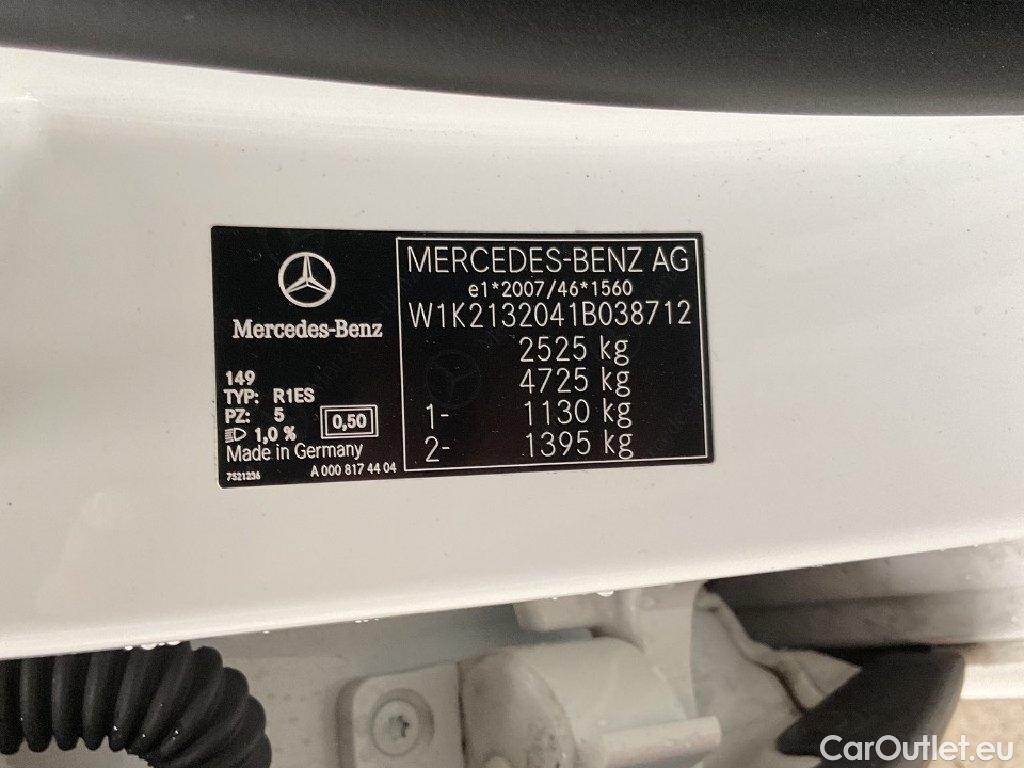 Mercedes-Benz
149
TYP: R1ES
PZ: 5
0,50
1,0 %
Made in Germany
7521236
A 000 817 44 04
MERCEDES-BENZ AG
e1*2007/46*1560
W1K2132041B038712
2525 kg
4725 kg
1- 1130 kg
2- 1395 kg
CarOutlet.eu